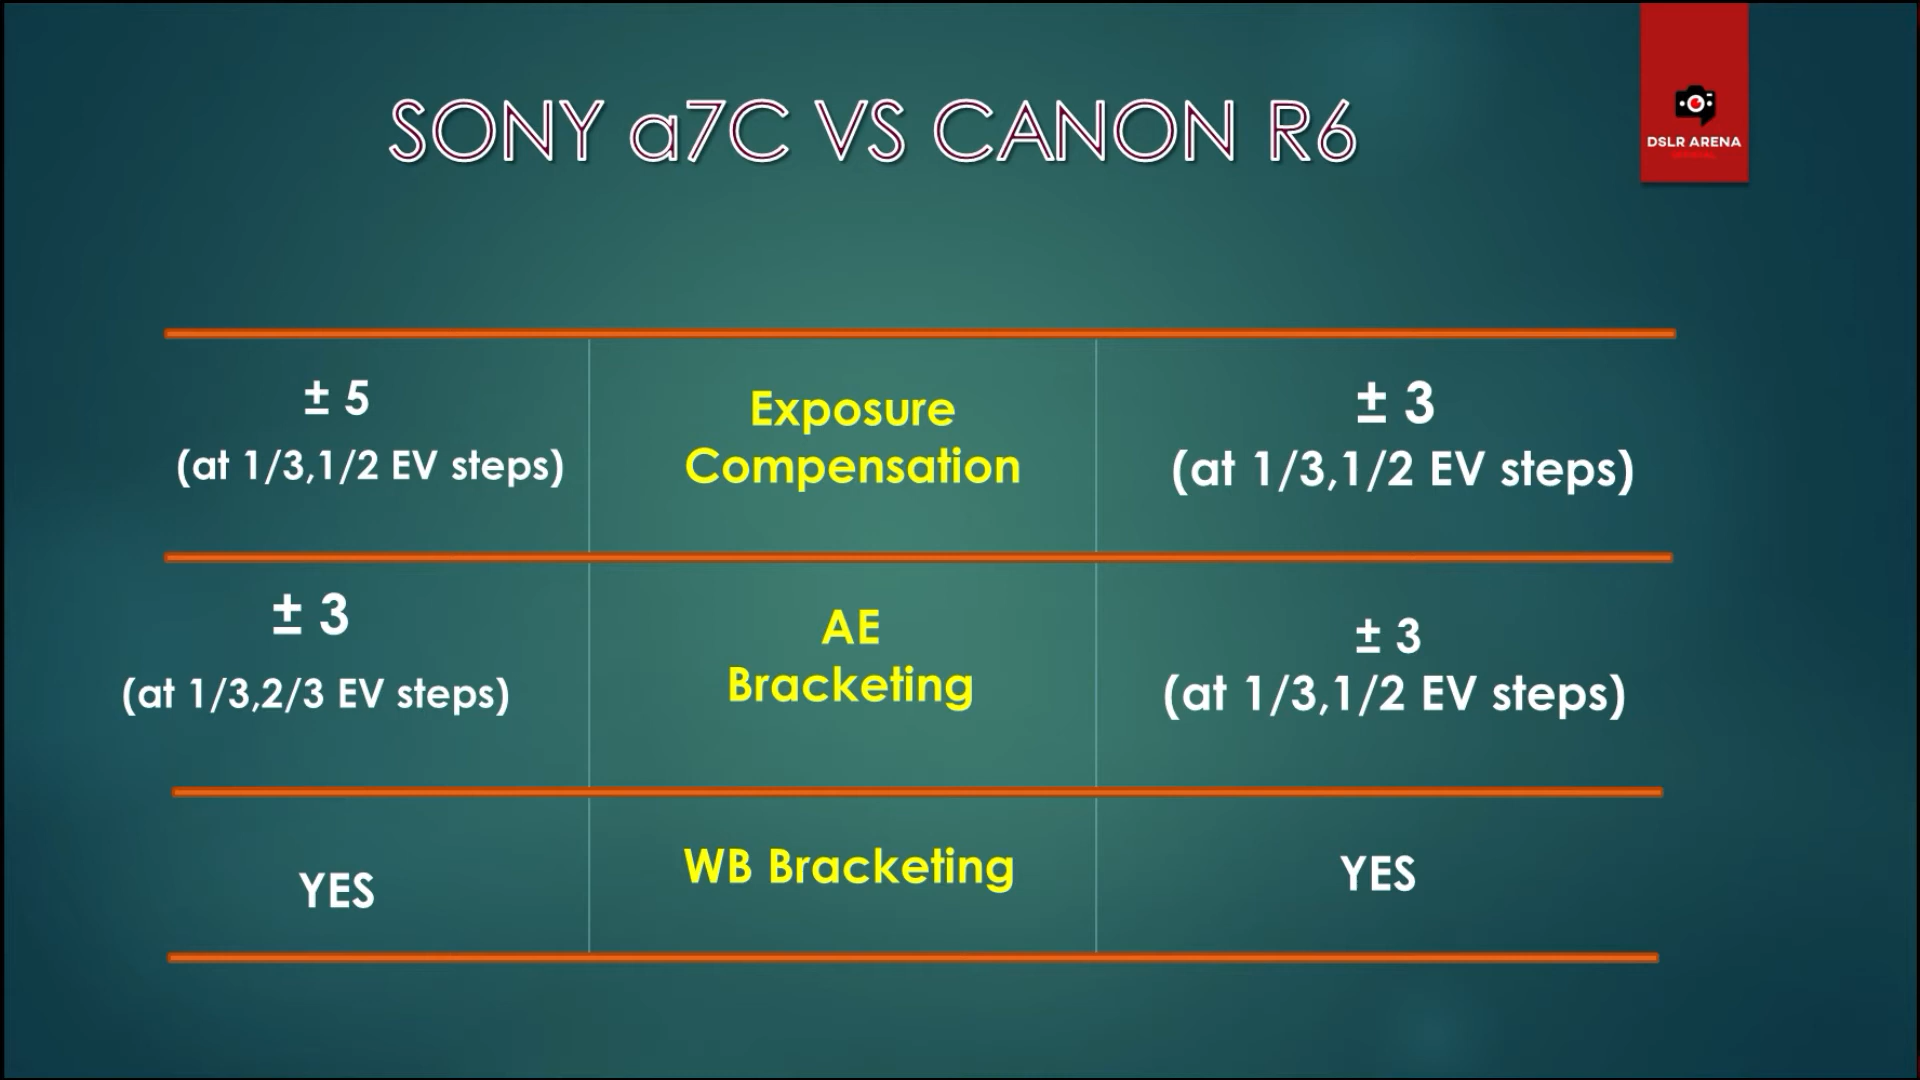 SONY a7C VS CANON R6
DSLR ARENA
± 5
(at 1/3,1/2 EV steps)
Exposure
Compensation
± 3
(at 1/3,1/2 EV steps)
± 3
(at 1/3,2/3 EV steps)
AE
Bracketing
± 3
(at 1/3,1/2 EV steps)
YES
WB Bracketing
YES